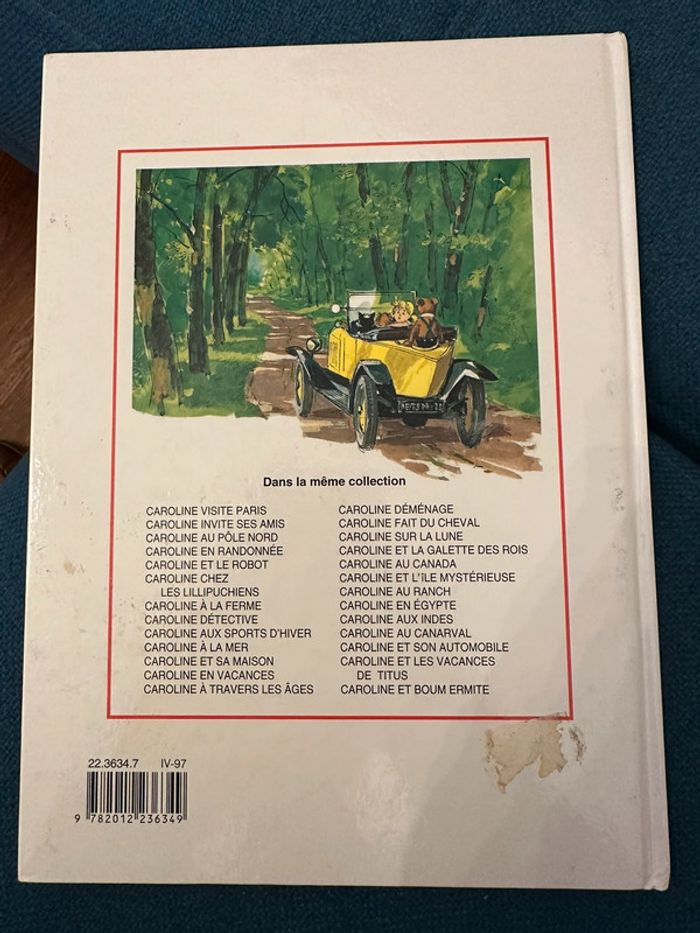 Dans la même collection
CAROLINE VISITE PARIS
CAROLINE INVITE SES AMIS
CAROLINE AU PÔLE NORD
CAROLINE EN RANDONNÉE
CAROLINE ET LE ROBOT
CAROLINE CHEZ
LES LILLIPUCHIENS
CAROLINE À LA FERME
CAROLINE DÉTECTIVE
CAROLINE AUX SPORTS D'HIVER
CAROLINE À LA MER
CAROLINE ET SA MAISON
CAROLINE EN VACANCES
CAROLINE À TRAVERS LES ÂGES
CAROLINE DÉMÉNAGE
CAROLINE FAIT DU CHEVAL
CAROLINE SUR LA LUNE
CAROLINE ET LA GALETTE DES ROIS
CAROLINE AU CANADA
CAROLINE ET L'ÎLE MYSTÉRIEUSE
CAROLINE AU RANCH
CAROLINE EN ÉGYPTE
CAROLINE AUX INDES
CAROLINE AU CANARVAL
CAROLINE ET SON AUTOMOBILE
CAROLINE ET LES VACANCES
DE TITUS
CAROLINE ET BOUM ERMITE
22.3634.7 IV-97
9 782012 236349